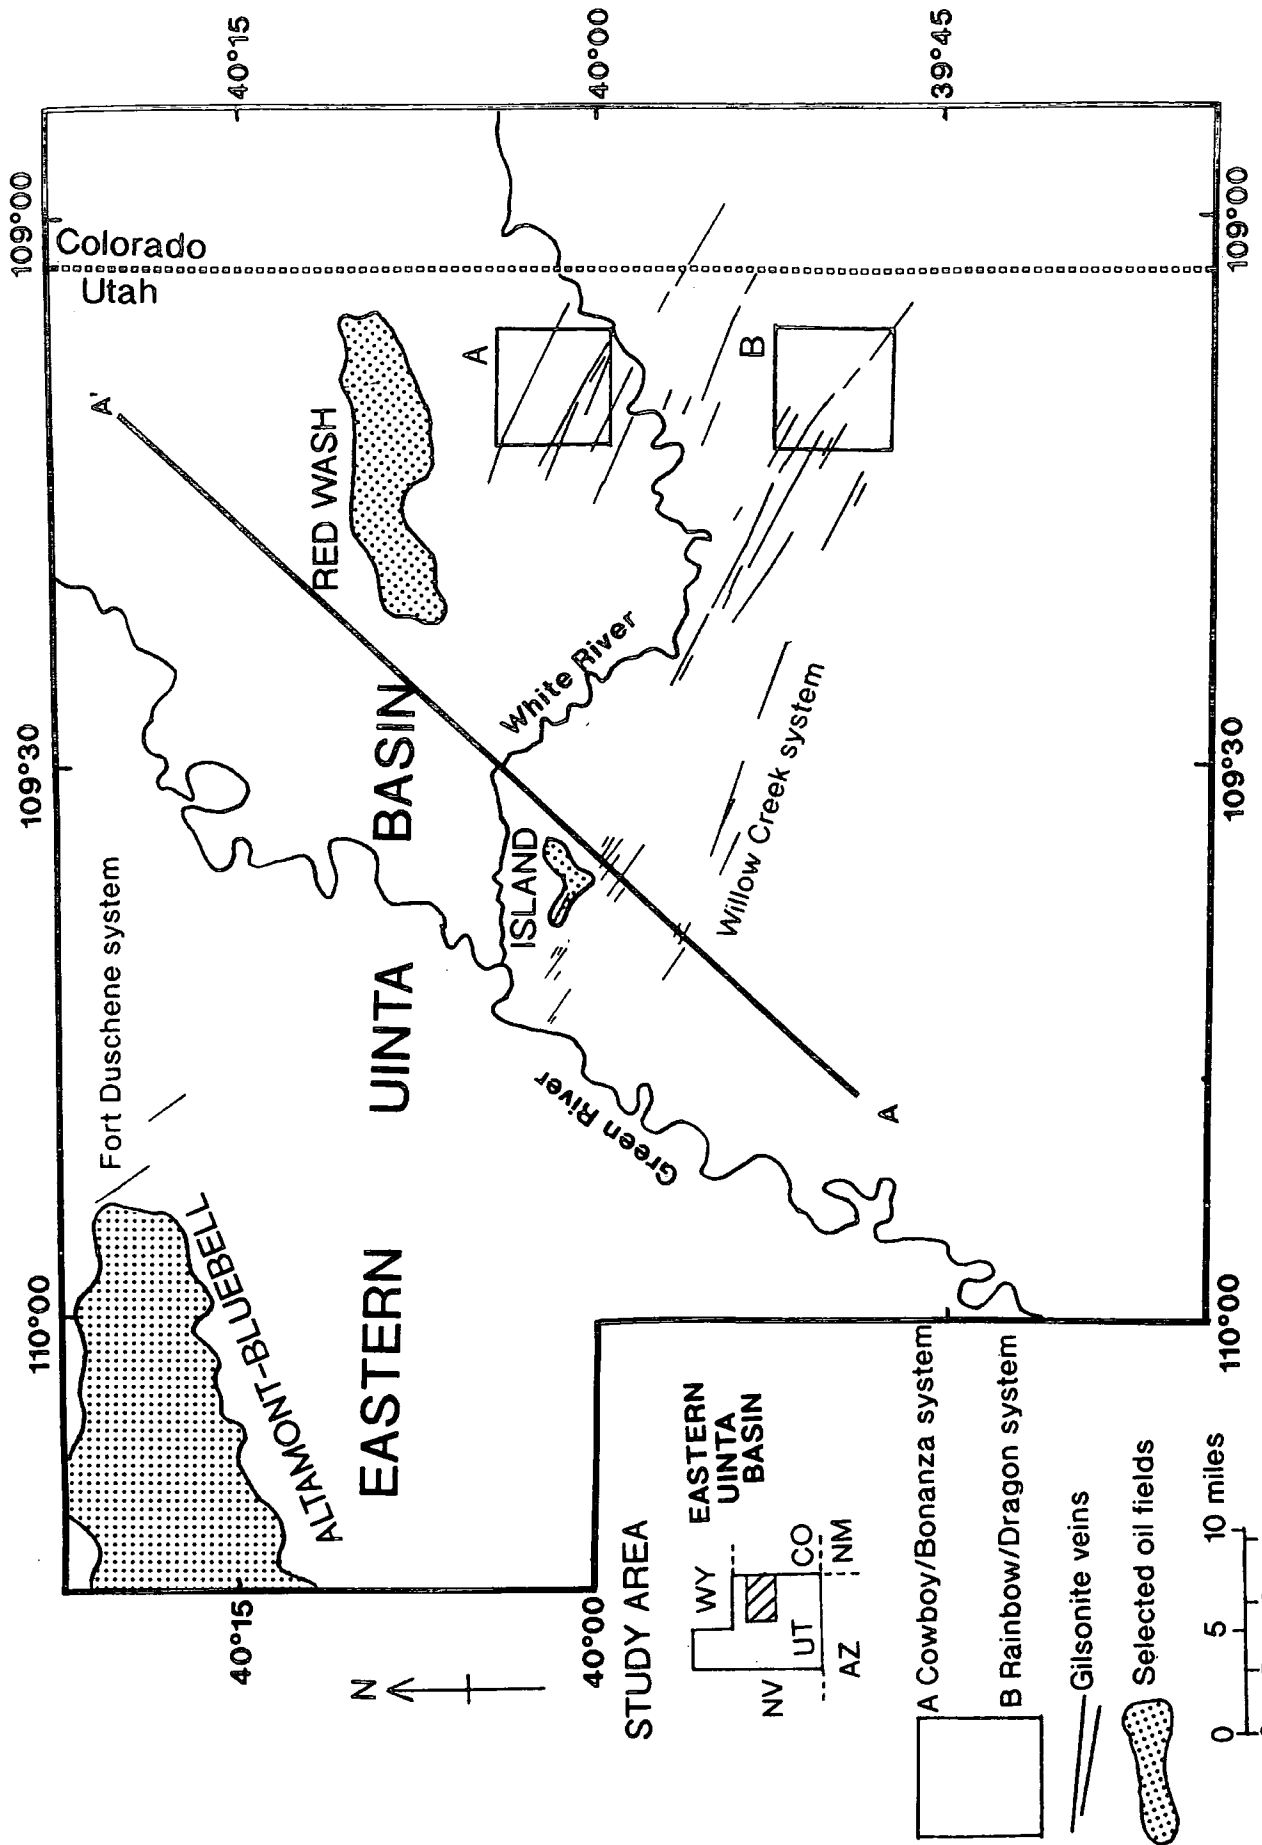 110°00
109°30
109°00
40°15
40°15
Fort Duschene system
A'
Colorado
Utah
ALTAMONT-BLUEBELL
RED WASH
EASTERN UINTA BASIN
A
40°00
40°00
ISLAND
White River
Green River
B
Willow Creek system
A
39°45
110°00
109°30
109°00
N
STUDY AREA
EASTERN
UINTA
BASIN
WY
NV
UT
CO
AZ
NM
A Cowboy/Bonanza system
B Rainbow/Dragon system
Gilsonite veins
Selected oil fields
0 5 10 miles